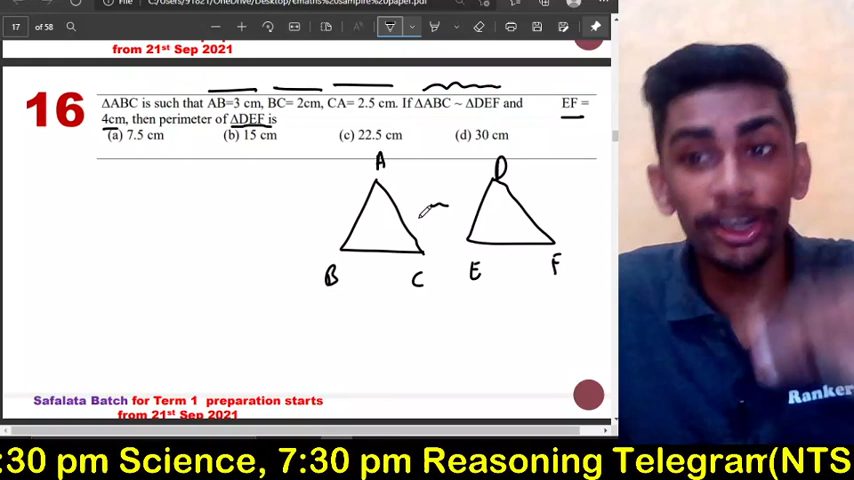 17 of 58
from 21st Sep 2021
16
ΔABC is such that AB=3 cm, BC= 2cm, CA= 2.5 cm. If ΔABC ~ ΔDEF and EF =
4cm, then perimeter of ΔDEF is
(a) 7.5 cm (b) 15 cm (c) 22.5 cm (d) 30 cm
A D
~
B C E F
Safalata Batch for Term 1 preparation starts
from 21st Sep 2021
Ranker
:30 pm Science, 7:30 pm Reasoning Telegram(NTS